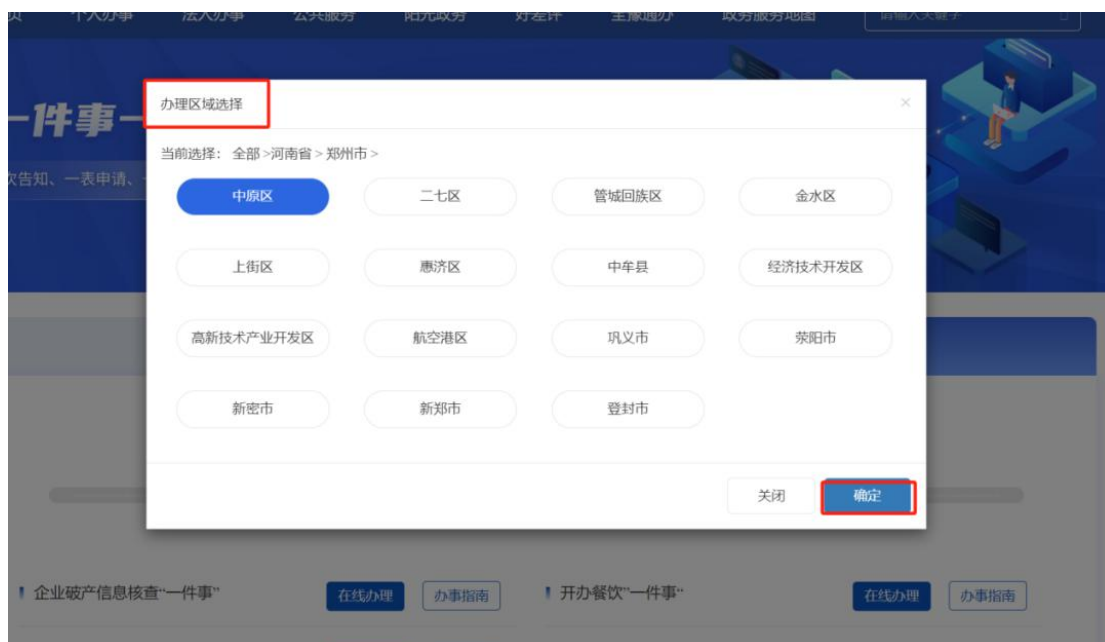 个人办事 法人办事 公共服务 阳光政务 好差评 全豫通办 政务服务地图 请输入关键字
一件事一
次告知、一表申请、
办理区域选择 ×
当前选择： 全部 >河南省 > 郑州市 >
中原区 二七区 管城回族区 金水区
上街区 惠济区 中牟县 经济技术开发区
高新技术产业开发区 航空港区 巩义市 荥阳市
新密市 新郑市 登封市
关闭 确定
企业破产信息核查“一件事” 在线办理 办事指南 开办餐饮“一件事“ 在线办理 办事指南